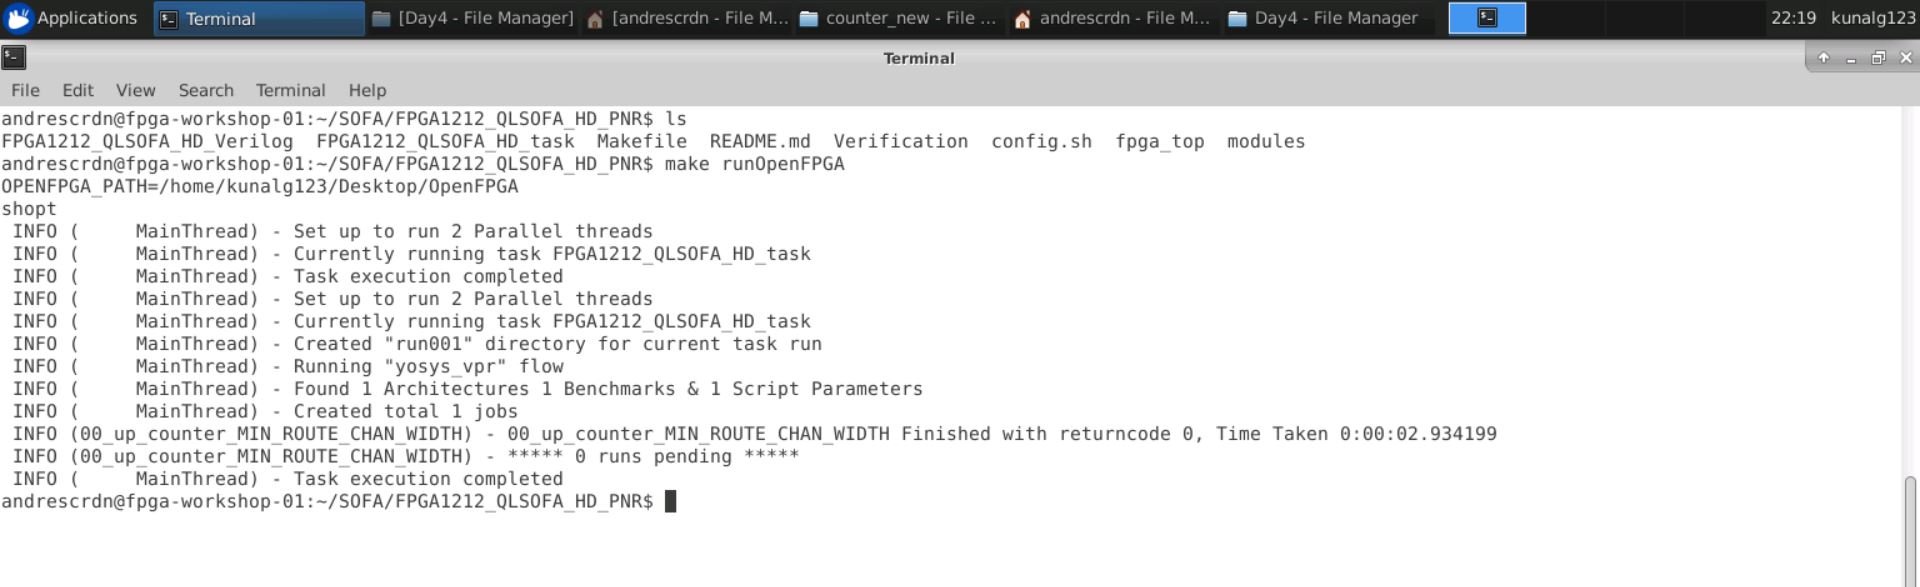 Applications Terminal [Day4 - File Manager] [andrescrdn - File M... counter_new - File ... andrescrdn - File M... Day4 - File Manager 22:19 kunalg123
Terminal
File Edit View Search Terminal Help
andrescrdn@fpga-workshop-01:~/SOFA/FPGA1212_QLSOFA_HD_PNR$ ls
FPGA1212_QLSOFA_HD_Verilog  FPGA1212_QLSOFA_HD_task  Makefile  README.md  Verification  config.sh  fpga_top  modules
andrescrdn@fpga-workshop-01:~/SOFA/FPGA1212_QLSOFA_HD_PNR$ make runOpenFPGA
OPENFPGA_PATH=/home/kunalg123/Desktop/OpenFPGA
shopt
 INFO (     MainThread) - Set up to run 2 Parallel threads
 INFO (     MainThread) - Currently running task FPGA1212_QLSOFA_HD_task
 INFO (     MainThread) - Task execution completed
 INFO (     MainThread) - Set up to run 2 Parallel threads
 INFO (     MainThread) - Currently running task FPGA1212_QLSOFA_HD_task
 INFO (     MainThread) - Created "run001" directory for current task run
 INFO (     MainThread) - Running "yosys_vpr" flow
 INFO (     MainThread) - Found 1 Architectures 1 Benchmarks & 1 Script Parameters
 INFO (     MainThread) - Created total 1 jobs
 INFO (00_up_counter_MIN_ROUTE_CHAN_WIDTH) - 00_up_counter_MIN_ROUTE_CHAN_WIDTH Finished with returncode 0, Time Taken 0:00:02.934199
 INFO (00_up_counter_MIN_ROUTE_CHAN_WIDTH) - ***** 0 runs pending *****
 INFO (     MainThread) - Task execution completed
andrescrdn@fpga-workshop-01:~/SOFA/FPGA1212_QLSOFA_HD_PNR$